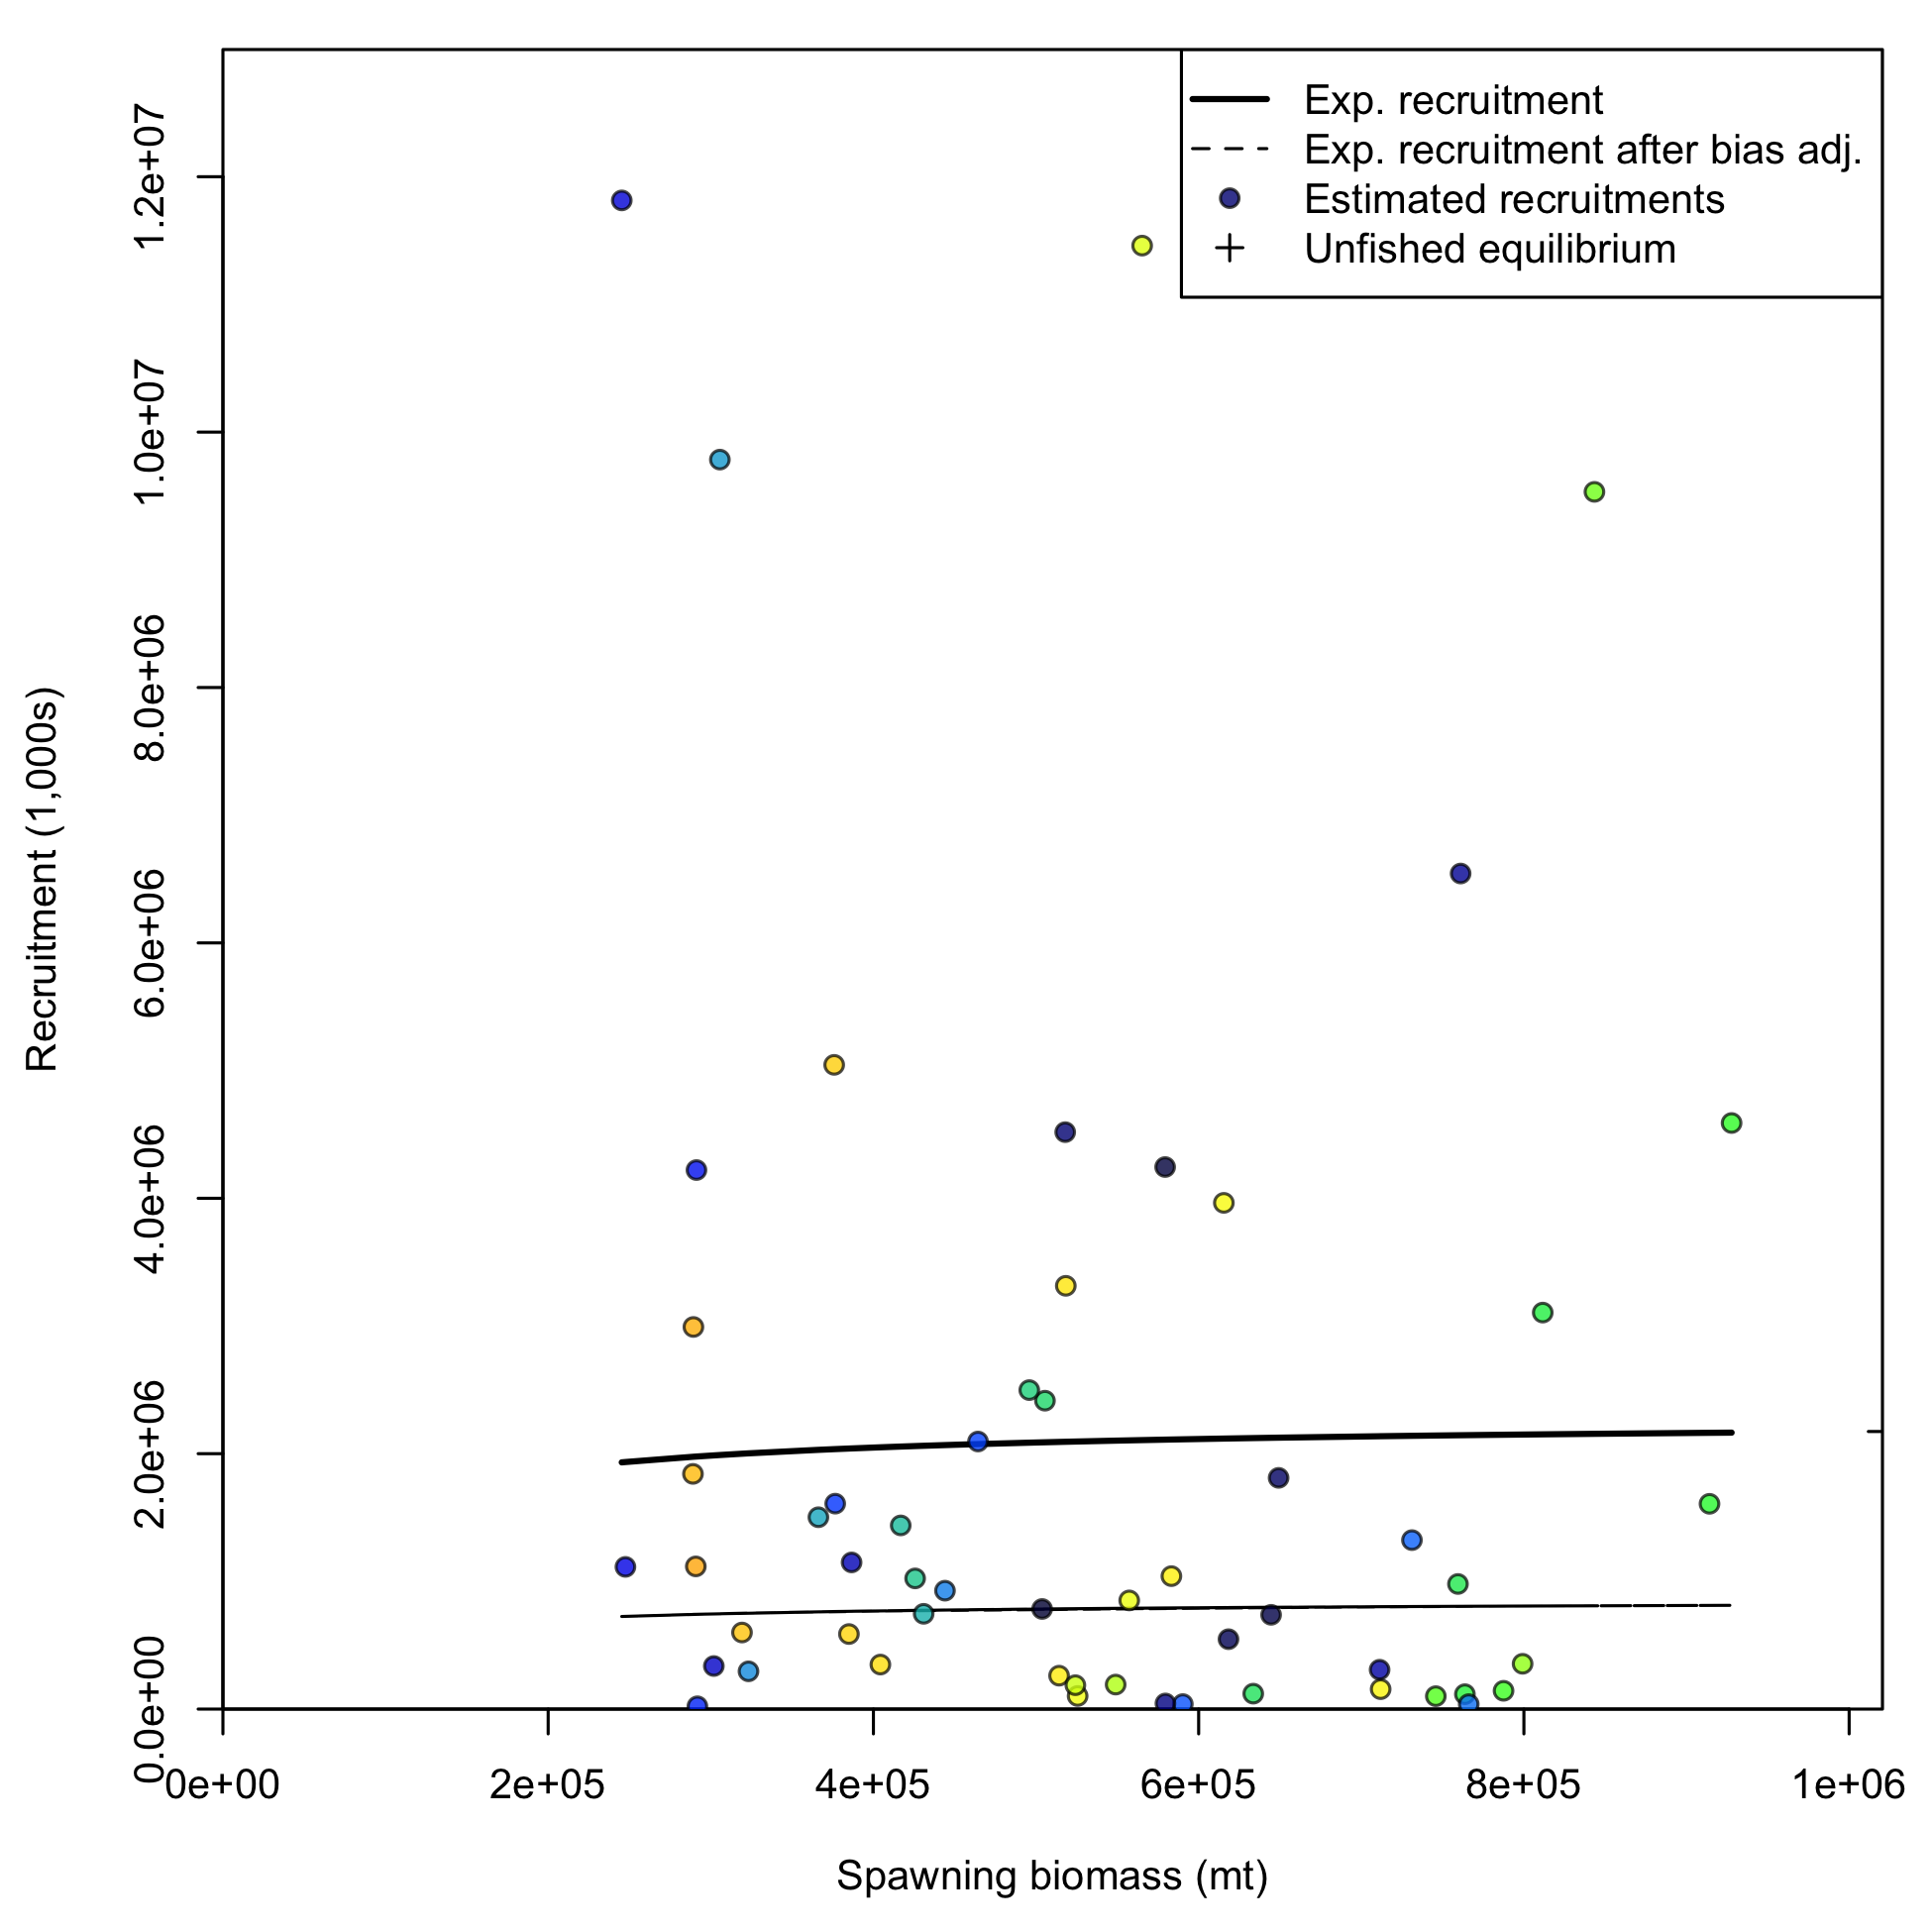 Exp. recruitment
Exp. recruitment after bias adj.
Estimated recruitments
Unfished equilibrium
Recruitment (1,000s)
1.2e+07
1.0e+07
8.0e+06
6.0e+06
4.0e+06
2.0e+06
0.0e+00
0e+00 2e+05 4e+05 6e+05 8e+05 1e+06
Spawning biomass (mt)